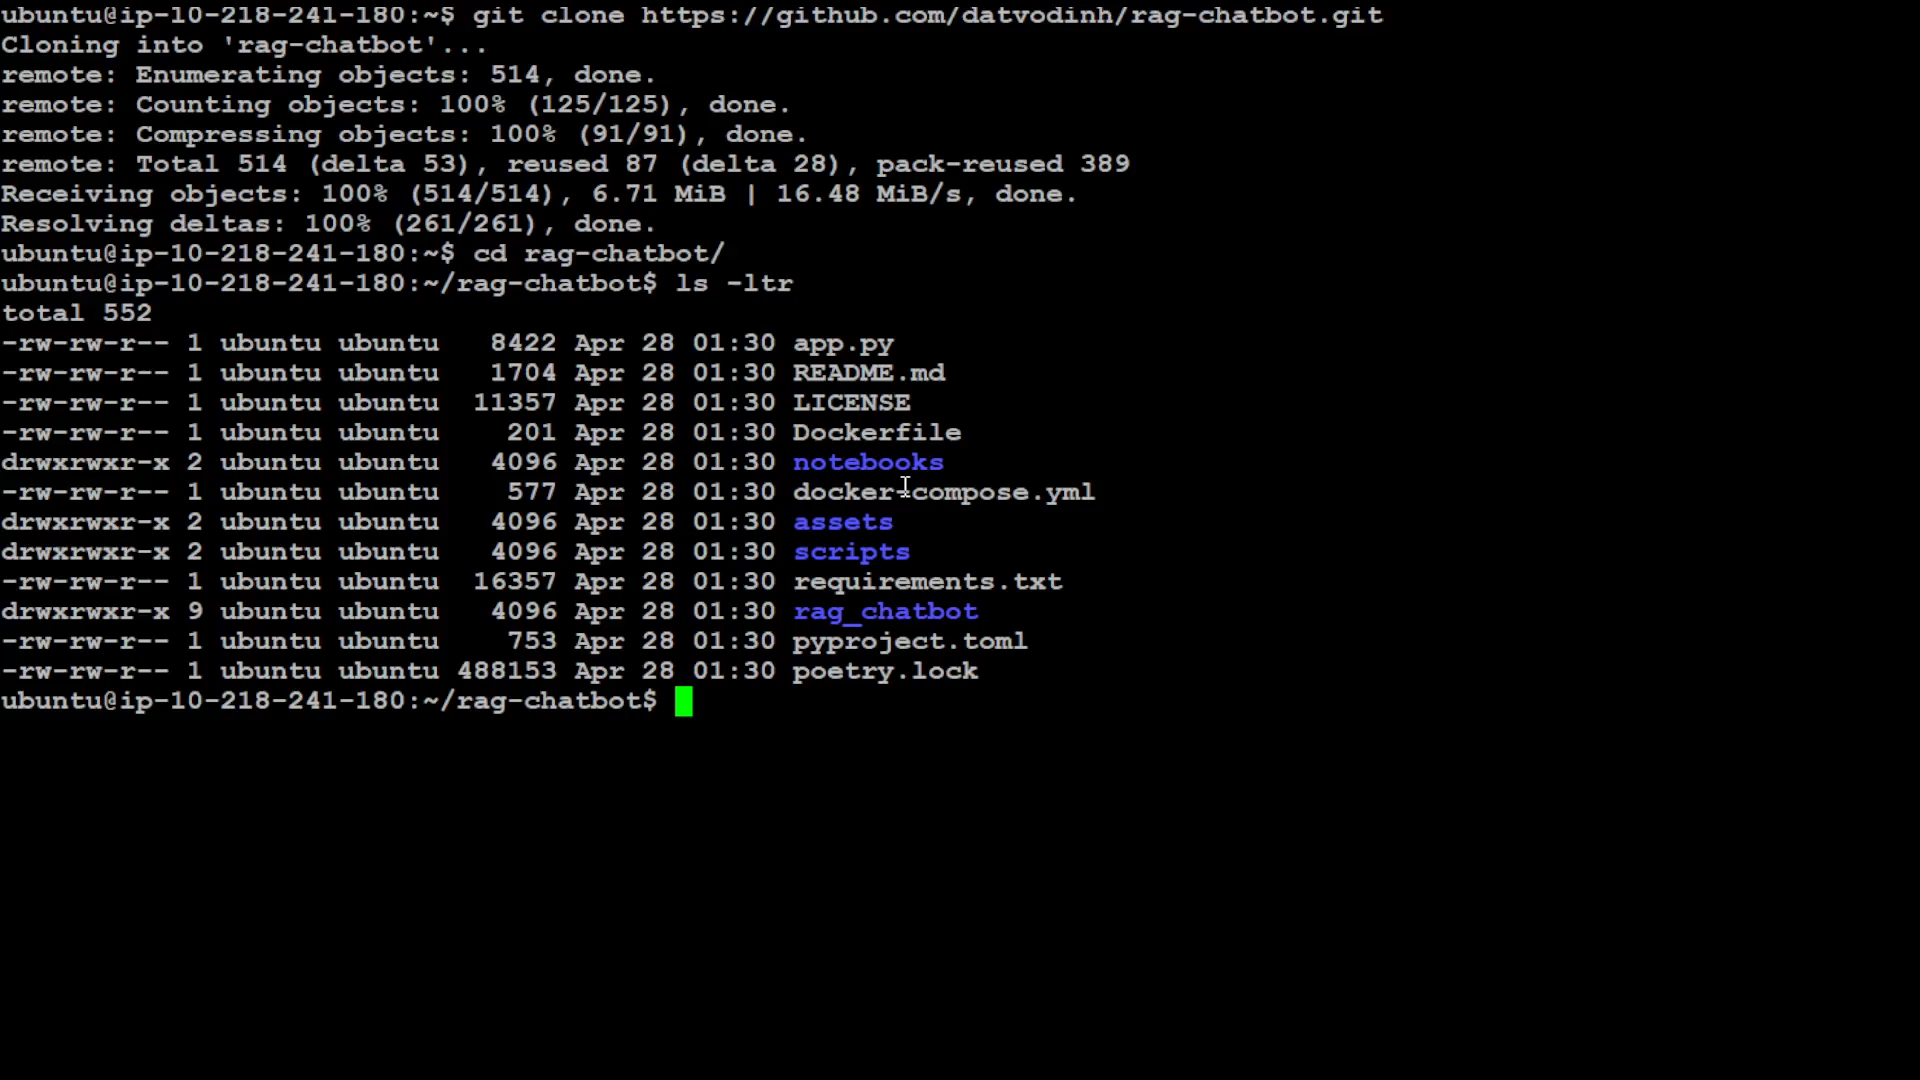 ubuntu@ip-10-218-241-180:~$ git clone https://github.com/datvodinh/rag-chatbot.git
Cloning into 'rag-chatbot'...
remote: Enumerating objects: 514, done.
remote: Counting objects: 100% (125/125), done.
remote: Compressing objects: 100% (91/91), done.
remote: Total 514 (delta 53), reused 87 (delta 28), pack-reused 389
Receiving objects: 100% (514/514), 6.71 MiB | 16.48 MiB/s, done.
Resolving deltas: 100% (261/261), done.
ubuntu@ip-10-218-241-180:~$ cd rag-chatbot/
ubuntu@ip-10-218-241-180:~/rag-chatbot$ ls -ltr
total 552
-rw-rw-r-- 1 ubuntu ubuntu   8422 Apr 28 01:30 app.py
-rw-rw-r-- 1 ubuntu ubuntu   1704 Apr 28 01:30 README.md
-rw-rw-r-- 1 ubuntu ubuntu  11357 Apr 28 01:30 LICENSE
-rw-rw-r-- 1 ubuntu ubuntu    201 Apr 28 01:30 Dockerfile
drwxrwxr-x 2 ubuntu ubuntu   4096 Apr 28 01:30 notebooks
-rw-rw-r-- 1 ubuntu ubuntu    577 Apr 28 01:30 docker-compose.yml
drwxrwxr-x 2 ubuntu ubuntu   4096 Apr 28 01:30 assets
drwxrwxr-x 2 ubuntu ubuntu   4096 Apr 28 01:30 scripts
-rw-rw-r-- 1 ubuntu ubuntu  16357 Apr 28 01:30 requirements.txt
drwxrwxr-x 9 ubuntu ubuntu   4096 Apr 28 01:30 rag_chatbot
-rw-rw-r-- 1 ubuntu ubuntu    753 Apr 28 01:30 pyproject.toml
-rw-rw-r-- 1 ubuntu ubuntu 488153 Apr 28 01:30 poetry.lock
ubuntu@ip-10-218-241-180:~/rag-chatbot$